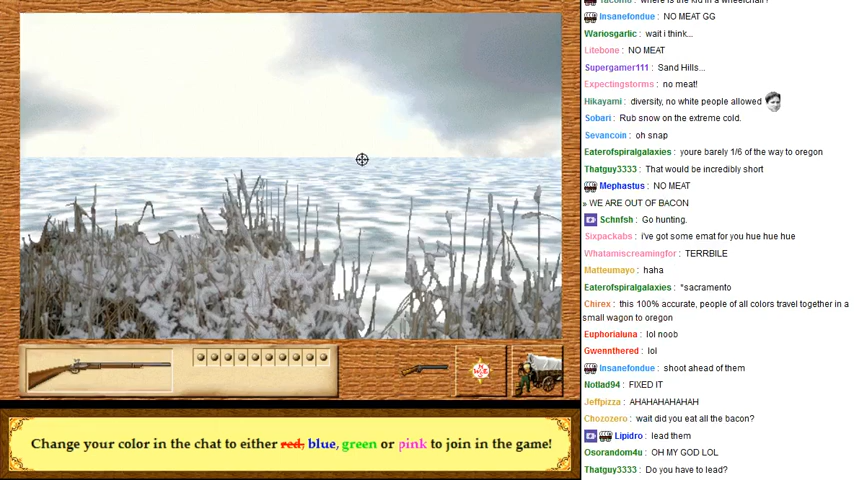 Insanefondue : NO MEAT GG
Wariosgarlic : wait i think...
Litebone : NO MEAT
Supergamer111 : Sand Hills...
Expectingstorms : no meat!
Hikayami : diversity, no white people allowed
Sobari : Rub snow on the extreme cold.
Sevancoin : oh snap
Eaterofspiralgalaxies : youre barely 1/6 of the way to oregon
Thatguy3333 : That would be incredibly short
Mephastus : NO MEAT
» WE ARE OUT OF BACON
Schnfsh : Go hunting.
Sixpackabs : i've got some emat for you hue hue hue
Whatamiscreamingfor : TERRBILE
Matteumayo : haha
Eaterofspiralgalaxies : *sacramento
Chirex : this 100% accurate, people of all colors travel together in a
small wagon to oregon
Euphorialuna : lol noob
Gwennthered : lol
Insanefondue : shoot ahead of them
Notlad94 : FIXED IT
Jeffpizza : AHAHAHAHAHAH
Chozozero : wait did you eat all the bacon?
Lipidro : lead them
Osorandom4u : OH MY GOD LOL
Thatguy3333 : Do you have to lead?
Change your color in the chat to either red, blue, green or pink to join in the game!